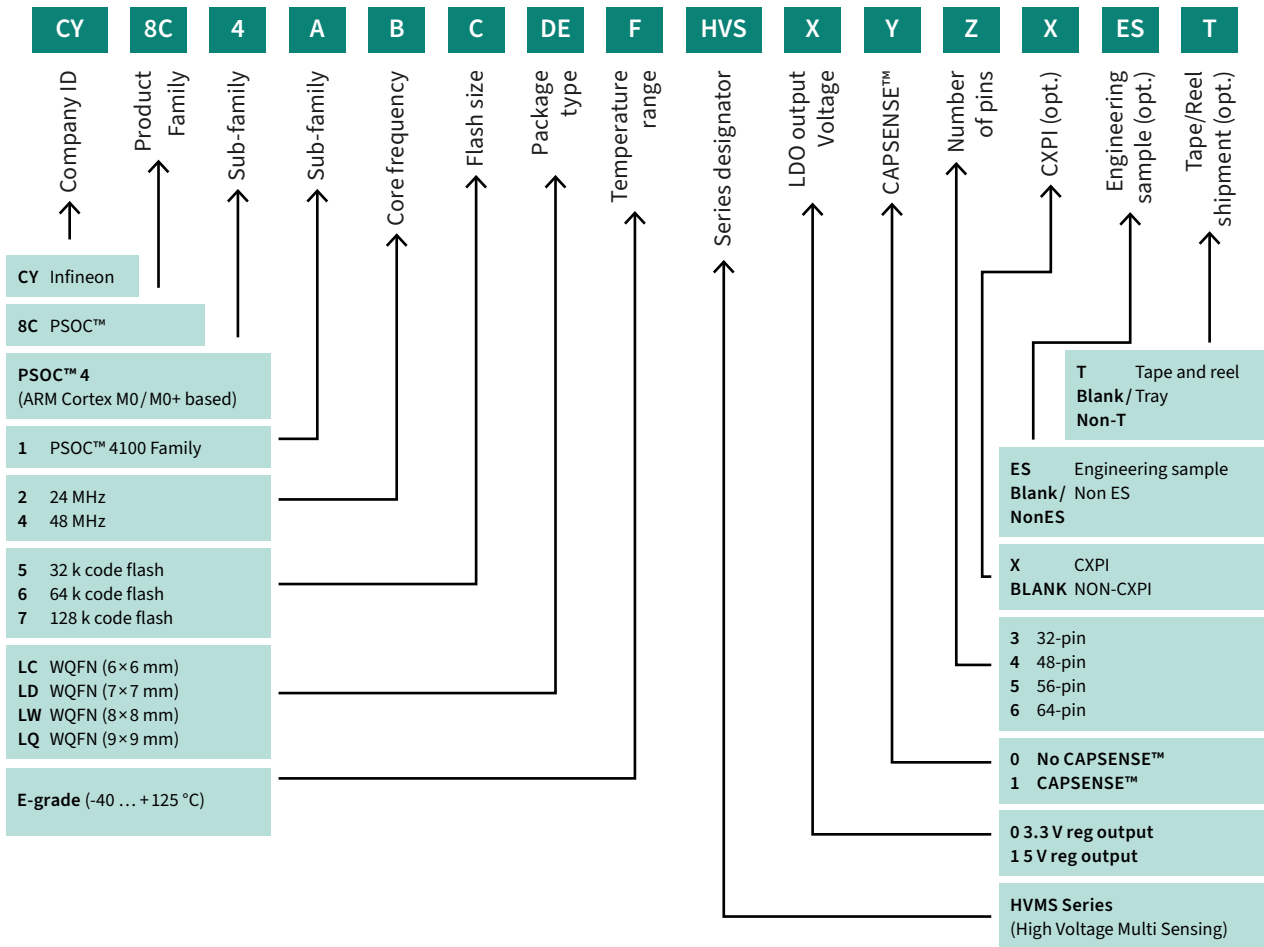 CY 8C 4 A B C DE F HVS X Y Z X ES T
Company ID
Product
Family
Sub-family
Sub-family
Core frequency
Flash size
Package
type
Temperature
range
Series designator
LDO output
Voltage
CAPSENSE™
Number
of pins
CXPI (opt.)
Engineering
sample (opt.)
Tape/Reel
shipment (opt.)
CY Infineon
8C PSOC™
PSOC™ 4
(ARM Cortex M0/M0+ based)
1 PSOC™ 4100 Family
2 24 MHz
4 48 MHz
5 32 k code flash
6 64 k code flash
7 128 k code flash
LC WQFN (6×6 mm)
LD WQFN (7×7 mm)
LW WQFN (8×8 mm)
LQ WQFN (9×9 mm)
E-grade (-40 … +125 °C)
T Tape and reel
Blank/ Tray
Non-T
ES Engineering sample
Blank/ Non ES
NonES
X CXPI
BLANK NON-CXPI
3 32-pin
4 48-pin
5 56-pin
6 64-pin
0 No CAPSENSE™
1 CAPSENSE™
0 3.3 V reg output
1 5 V reg output
HVMS Series
(High Voltage Multi Sensing)